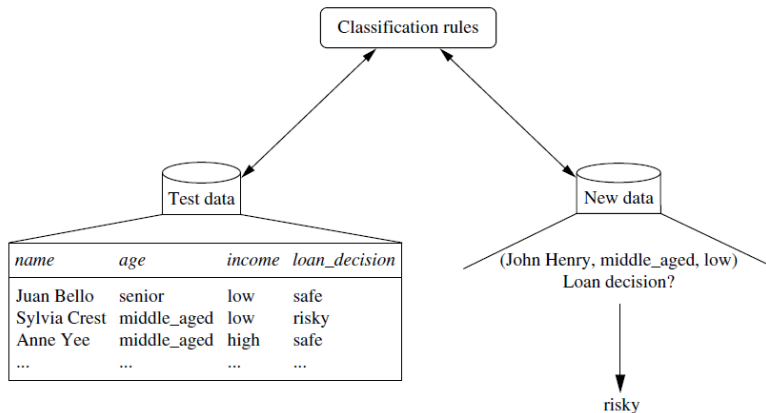 Classification rules
Test data
New data
name age income loan_decision
Juan Bello senior low safe
Sylvia Crest middle_aged low risky
Anne Yee middle_aged high safe
... ... ... ...
(John Henry, middle_aged, low)
Loan decision?
risky